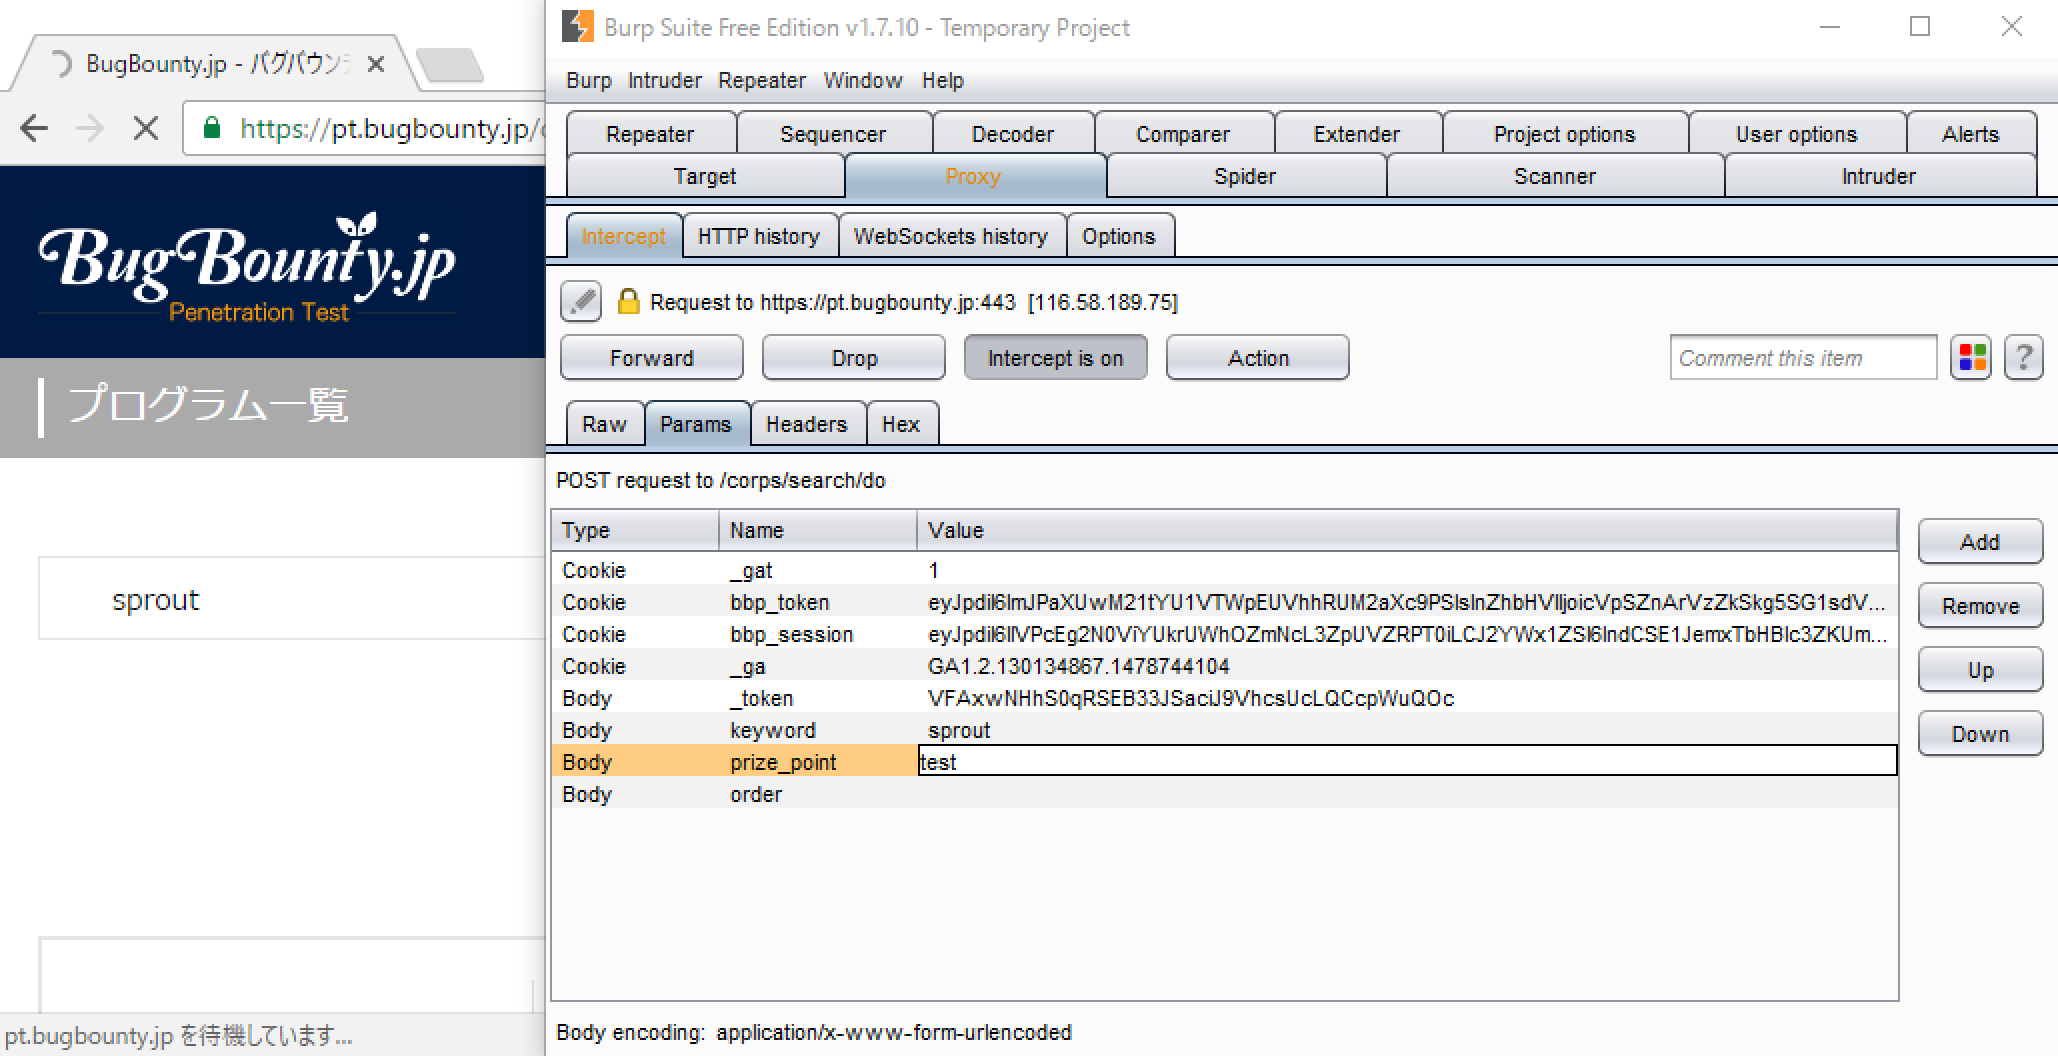 BugBounty.jp - バグバウンテ
https://pt.bugbounty.jp/
BugBounty.jp
Penetration Test
プログラム一覧
sprout
pt.bugbounty.jp を待機しています...
Burp Suite Free Edition v1.7.10 - Temporary Project
Burp Intruder Repeater Window Help
Repeater Sequencer Decoder Comparer Extender Project options User options Alerts
Target Proxy Spider Scanner Intruder
Intercept HTTP history WebSockets history Options
Request to https://pt.bugbounty.jp:443 [116.58.189.75]
Forward Drop Intercept is on Action Comment this item ?
Raw Params Headers Hex
POST request to /corps/search/do
Type Name Value
Cookie _gat 1
Cookie bbp_token
Cookie bbp_session
Cookie _ga GA1.2.130134867.1478744104
Body _token
Body keyword sprout
Body prize_point test
Body order
Add
Remove
Up
Down
Body encoding: application/x-www-form-urlencoded